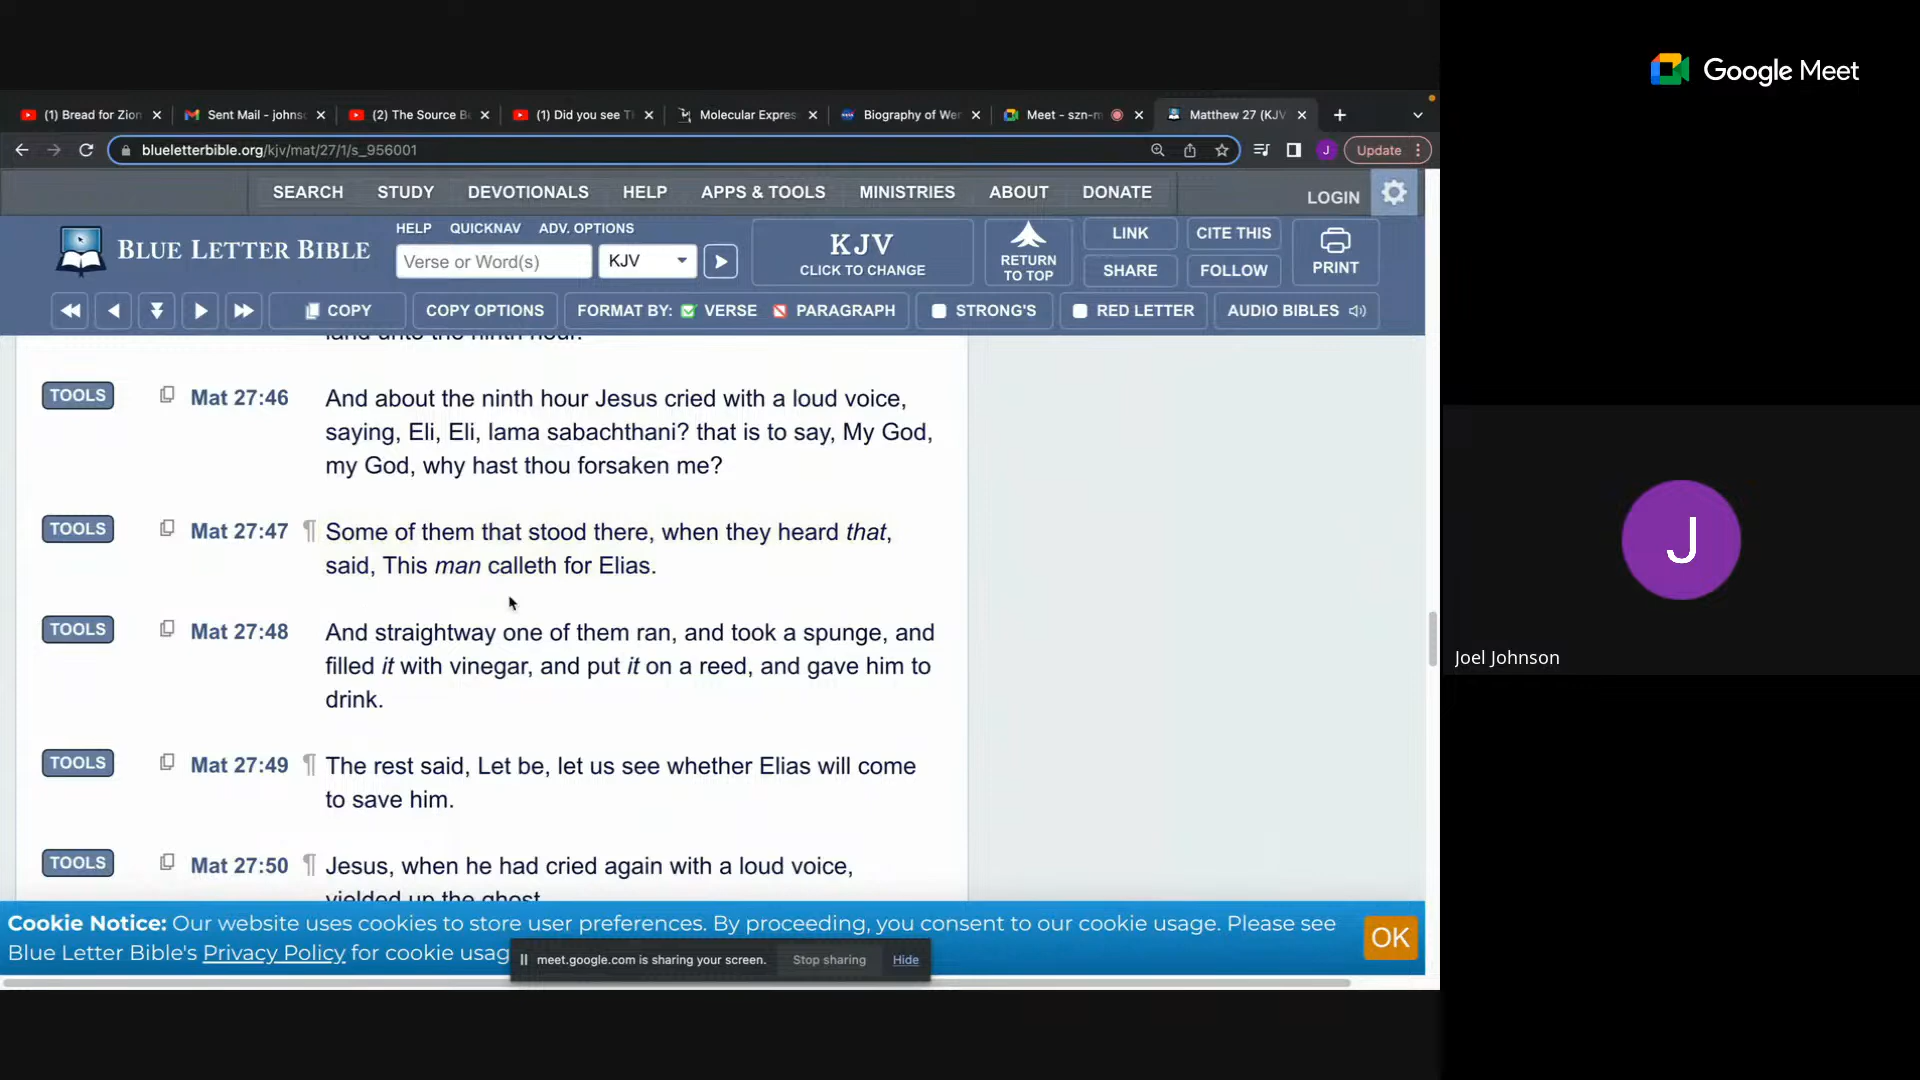 Google Meet
(1) Bread for Zion
Sent Mail - johns
(2) The Source Be
(1) Did you see Tl
Molecular Expres
Biography of Wer
Meet - szn-m
Matthew 27 (KJV
blueletterbible.org/kjv/mat/27/1/s_956001
J
Update
SEARCH STUDY DEVOTIONALS HELP APPS & TOOLS MINISTRIES ABOUT DONATE
LOGIN
BLUE LETTER BIBLE
HELP QUICKNAV ADV. OPTIONS
Verse or Word(s)
KJV
KJV
CLICK TO CHANGE
RETURN
TO TOP
LINK
CITE THIS
SHARE
FOLLOW
PRINT
COPY
COPY OPTIONS
FORMAT BY: VERSE PARAGRAPH
STRONG'S
RED LETTER
AUDIO BIBLES
land unto the ninth hour.
TOOLS Mat 27:46 And about the ninth hour Jesus cried with a loud voice,
saying, Eli, Eli, lama sabachthani? that is to say, My God,
my God, why hast thou forsaken me?
TOOLS Mat 27:47 ¶ Some of them that stood there, when they heard that,
said, This man calleth for Elias.
TOOLS Mat 27:48 And straightway one of them ran, and took a spunge, and
filled it with vinegar, and put it on a reed, and gave him to
drink.
TOOLS Mat 27:49 ¶ The rest said, Let be, let us see whether Elias will come
to save him.
TOOLS Mat 27:50 ¶ Jesus, when he had cried again with a loud voice,
yielded up the ghost.
Cookie Notice: Our website uses cookies to store user preferences. By proceeding, you consent to our cookie usage. Please see
Blue Letter Bible's Privacy Policy for cookie usag
OK
meet.google.com is sharing your screen.
Stop sharing
Hide
J
Joel Johnson